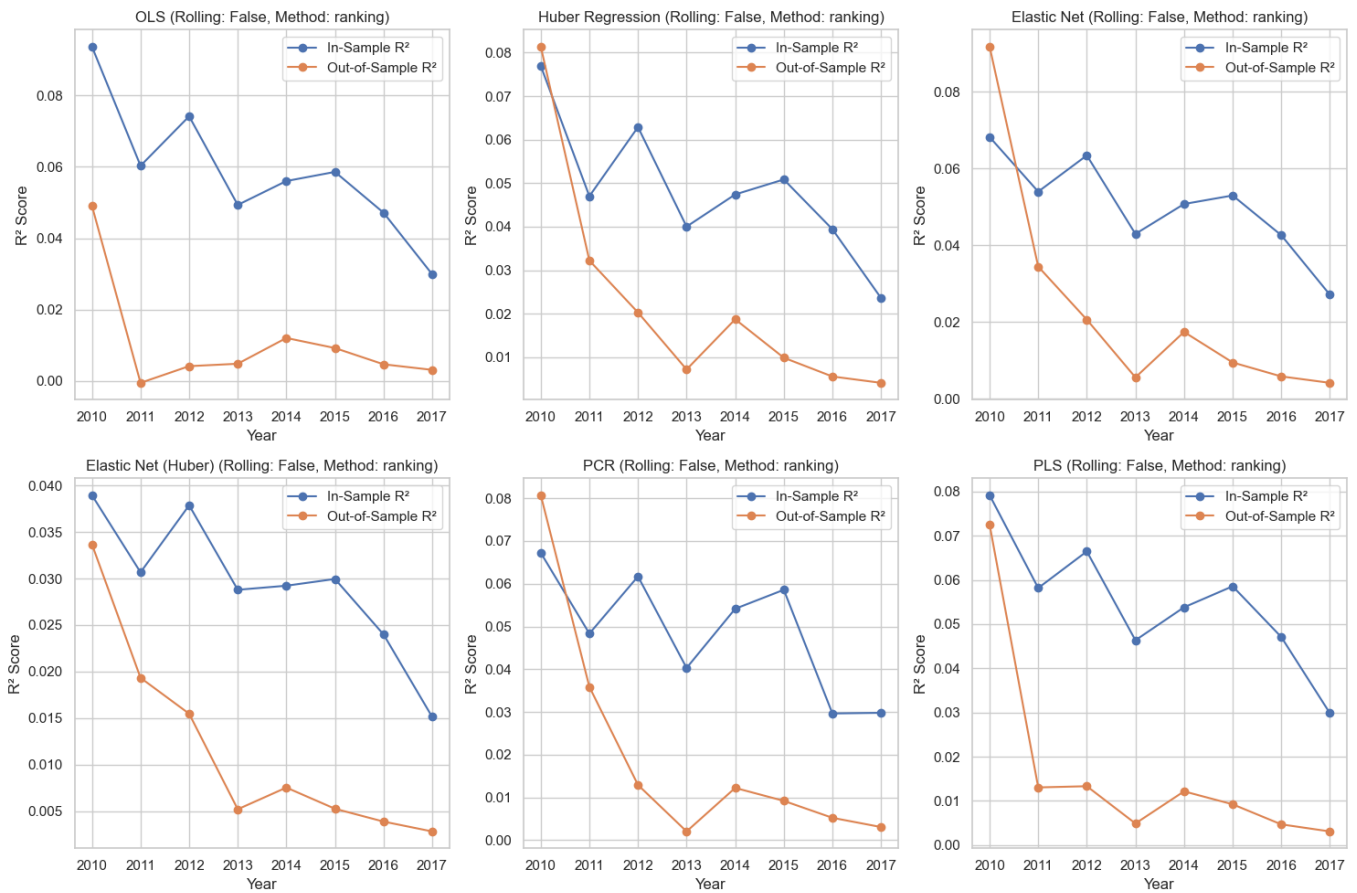 OLS (Rolling: False, Method: ranking)
In-Sample R²
Out-of-Sample R²
R² Score
0.08
0.06
0.04
0.02
0.00
2010 2011 2012 2013 2014 2015 2016 2017
Year
Huber Regression (Rolling: False, Method: ranking)
In-Sample R²
Out-of-Sample R²
R² Score
0.08
0.07
0.06
0.05
0.04
0.03
0.02
0.01
2010 2011 2012 2013 2014 2015 2016 2017
Year
Elastic Net (Rolling: False, Method: ranking)
In-Sample R²
Out-of-Sample R²
R² Score
0.08
0.06
0.04
0.02
0.00
2010 2011 2012 2013 2014 2015 2016 2017
Year
Elastic Net (Huber) (Rolling: False, Method: ranking)
In-Sample R²
Out-of-Sample R²
R² Score
0.040
0.035
0.030
0.025
0.020
0.015
0.010
0.005
2010 2011 2012 2013 2014 2015 2016 2017
Year
PCR (Rolling: False, Method: ranking)
In-Sample R²
Out-of-Sample R²
R² Score
0.08
0.07
0.06
0.05
0.04
0.03
0.02
0.01
0.00
2010 2011 2012 2013 2014 2015 2016 2017
Year
PLS (Rolling: False, Method: ranking)
In-Sample R²
Out-of-Sample R²
R² Score
0.08
0.07
0.06
0.05
0.04
0.03
0.02
0.01
0.00
2010 2011 2012 2013 2014 2015 2016 2017
Year